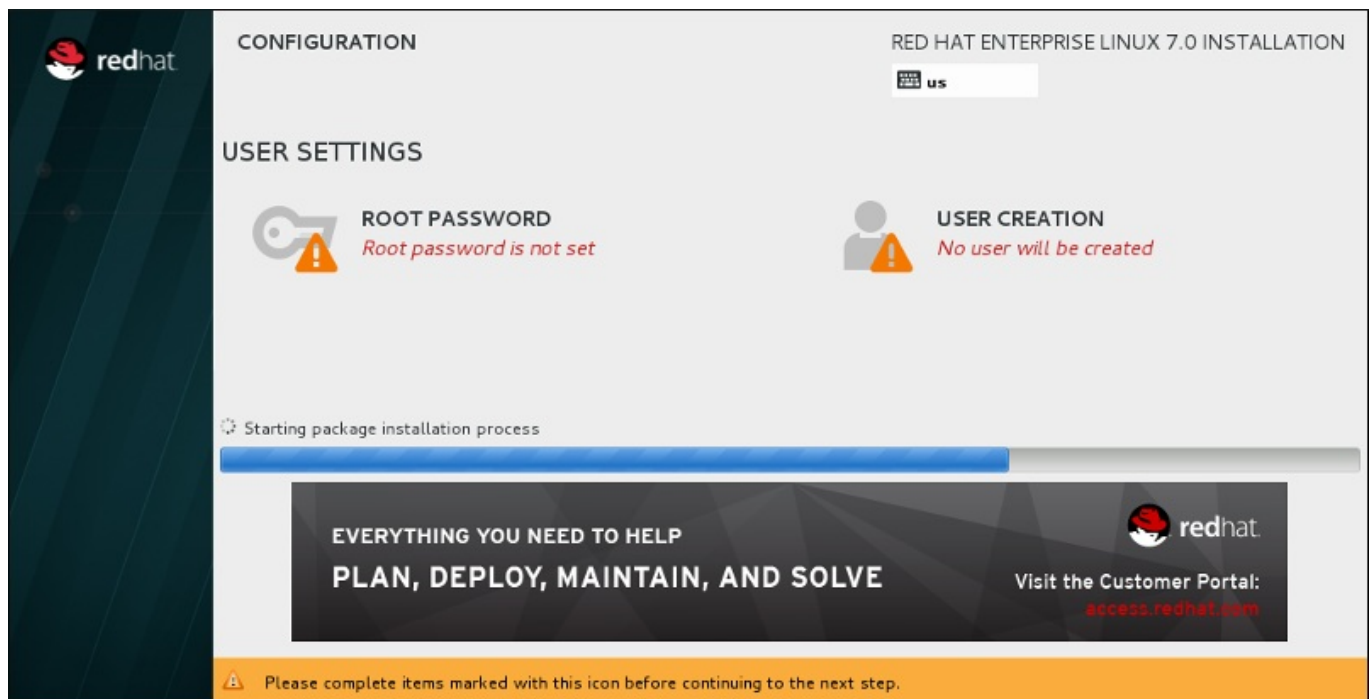 redhat.
CONFIGURATION
RED HAT ENTERPRISE LINUX 7.0 INSTALLATION
us
USER SETTINGS
ROOT PASSWORD
Root password is not set
USER CREATION
No user will be created
Starting package installation process
EVERYTHING YOU NEED TO HELP
PLAN, DEPLOY, MAINTAIN, AND SOLVE
redhat.
Visit the Customer Portal:
access.redhat.com
Please complete items marked with this icon before continuing to the next step.